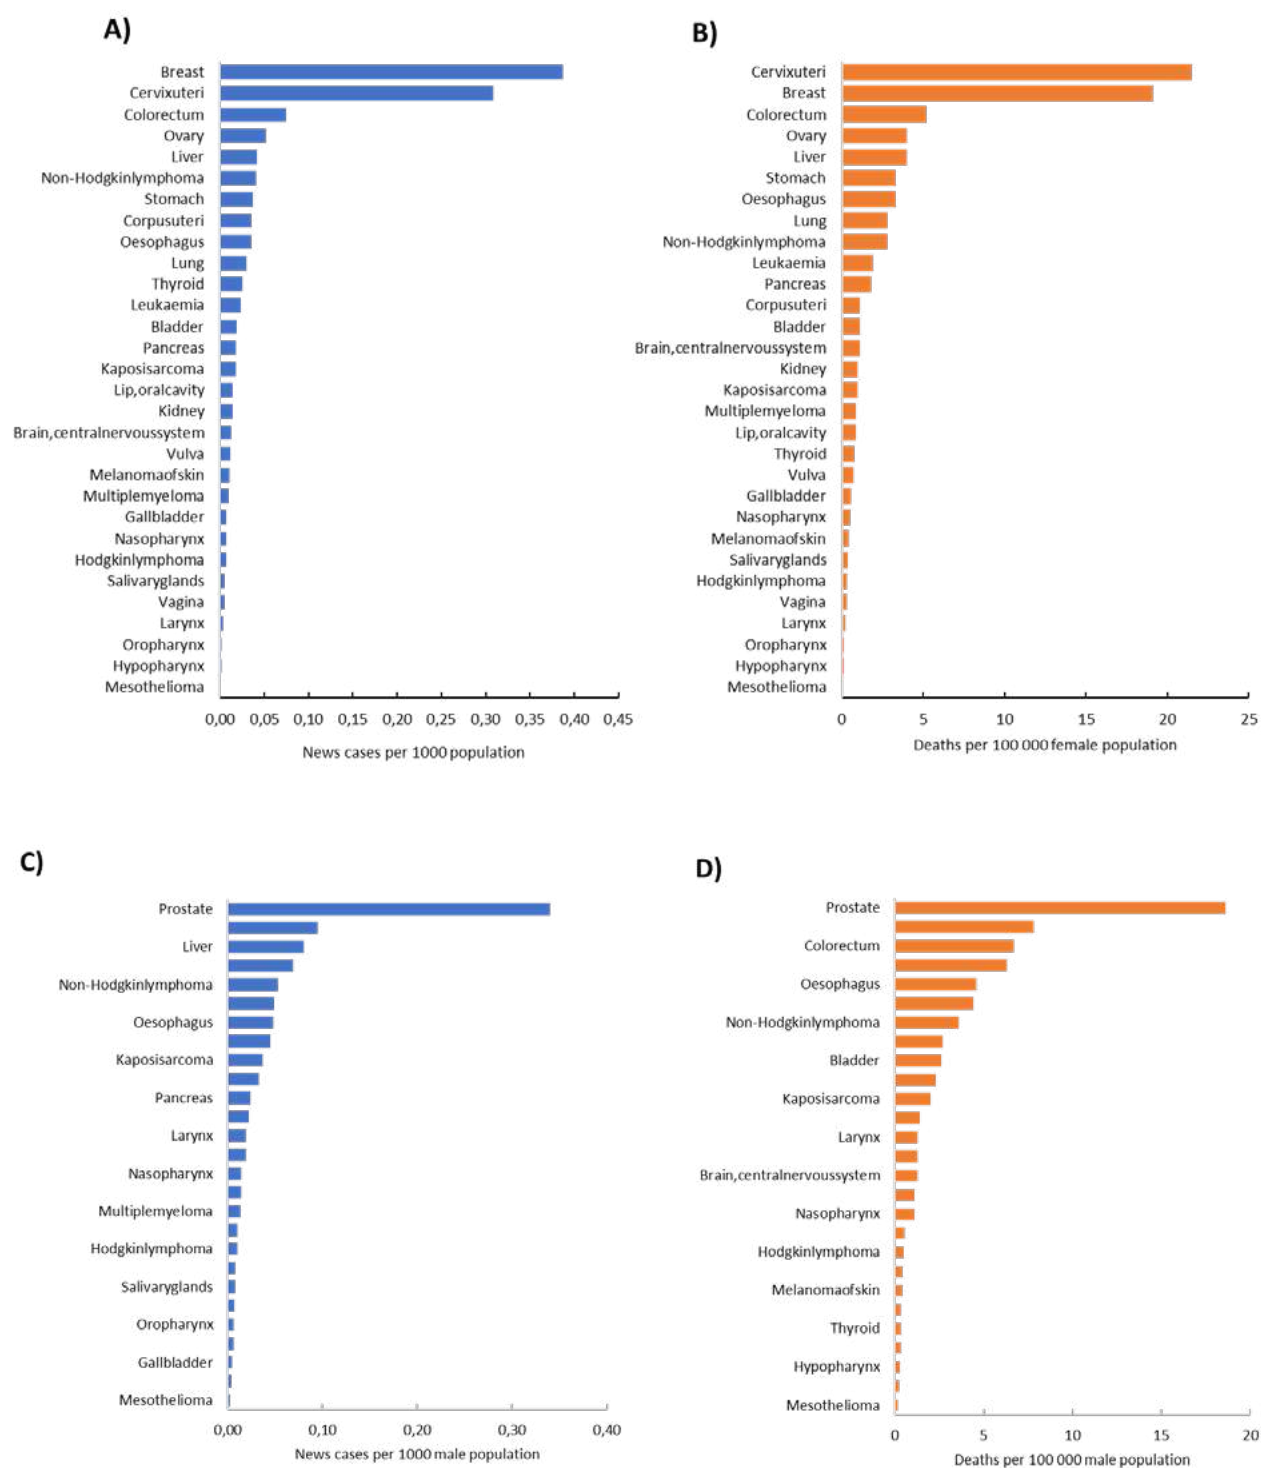 A)
Breast
Cervixuteri
Colorectum
Ovary
Liver
Non-Hodgkinlymphoma
Stomach
Corpusuteri
Oesophagus
Lung
Thyroid
Leukaemia
Bladder
Pancreas
Kaposisarcoma
Lip,oralcavity
Kidney
Brain,centralnervoussystem
Vulva
Melanomaofskin
Multiplemyeloma
Gallbladder
Nasopharynx
Hodgkinlymphoma
Salivaryglands
Vagina
Larynx
Oropharynx
Hypopharynx
Mesothelioma
0,00 0,05 0,10 0,15 0,20 0,25 0,30 0,35 0,40 0,45
News cases per 1000 population
B)
Cervixuteri
Breast
Colorectum
Ovary
Liver
Stomach
Oesophagus
Lung
Non-Hodgkinlymphoma
Leukaemia
Pancreas
Corpusuteri
Bladder
Brain,centralnervoussystem
Kidney
Kaposisarcoma
Multiplemyeloma
Lip,oralcavity
Thyroid
Vulva
Gallbladder
Nasopharynx
Melanomaofskin
Salivaryglands
Hodgkinlymphoma
Vagina
Larynx
Oropharynx
Hypopharynx
Mesothelioma
0 5 10 15 20 25
Deaths per 100 000 female population
C)
Prostate
Liver
Non-Hodgkinlymphoma
Oesophagus
Kaposisarcoma
Pancreas
Larynx
Nasopharynx
Multiplemyeloma
Hodgkinlymphoma
Salivaryglands
Oropharynx
Gallbladder
Mesothelioma
0,00 0,10 0,20 0,30 0,40
News cases per 1000 male population
D)
Prostate
Colorectum
Oesophagus
Non-Hodgkinlymphoma
Bladder
Kaposisarcoma
Larynx
Brain,centralnervoussystem
Nasopharynx
Hodgkinlymphoma
Melanomaofskin
Thyroid
Hypopharynx
Mesothelioma
0 5 10 15 20
Deaths per 100 000 male population